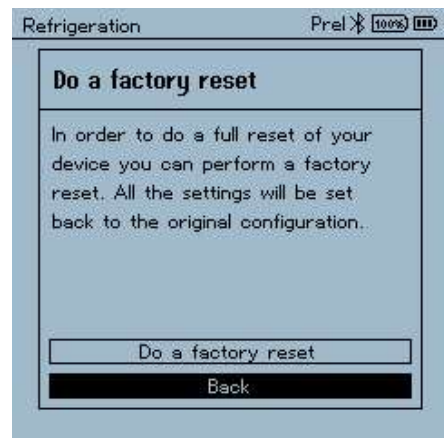 Refrigeration Prel 100%
Do a factory reset
In order to do a full reset of your
device you can perform a factory
reset. All the settings will be set
back to the original configuration.
Do a factory reset
Back